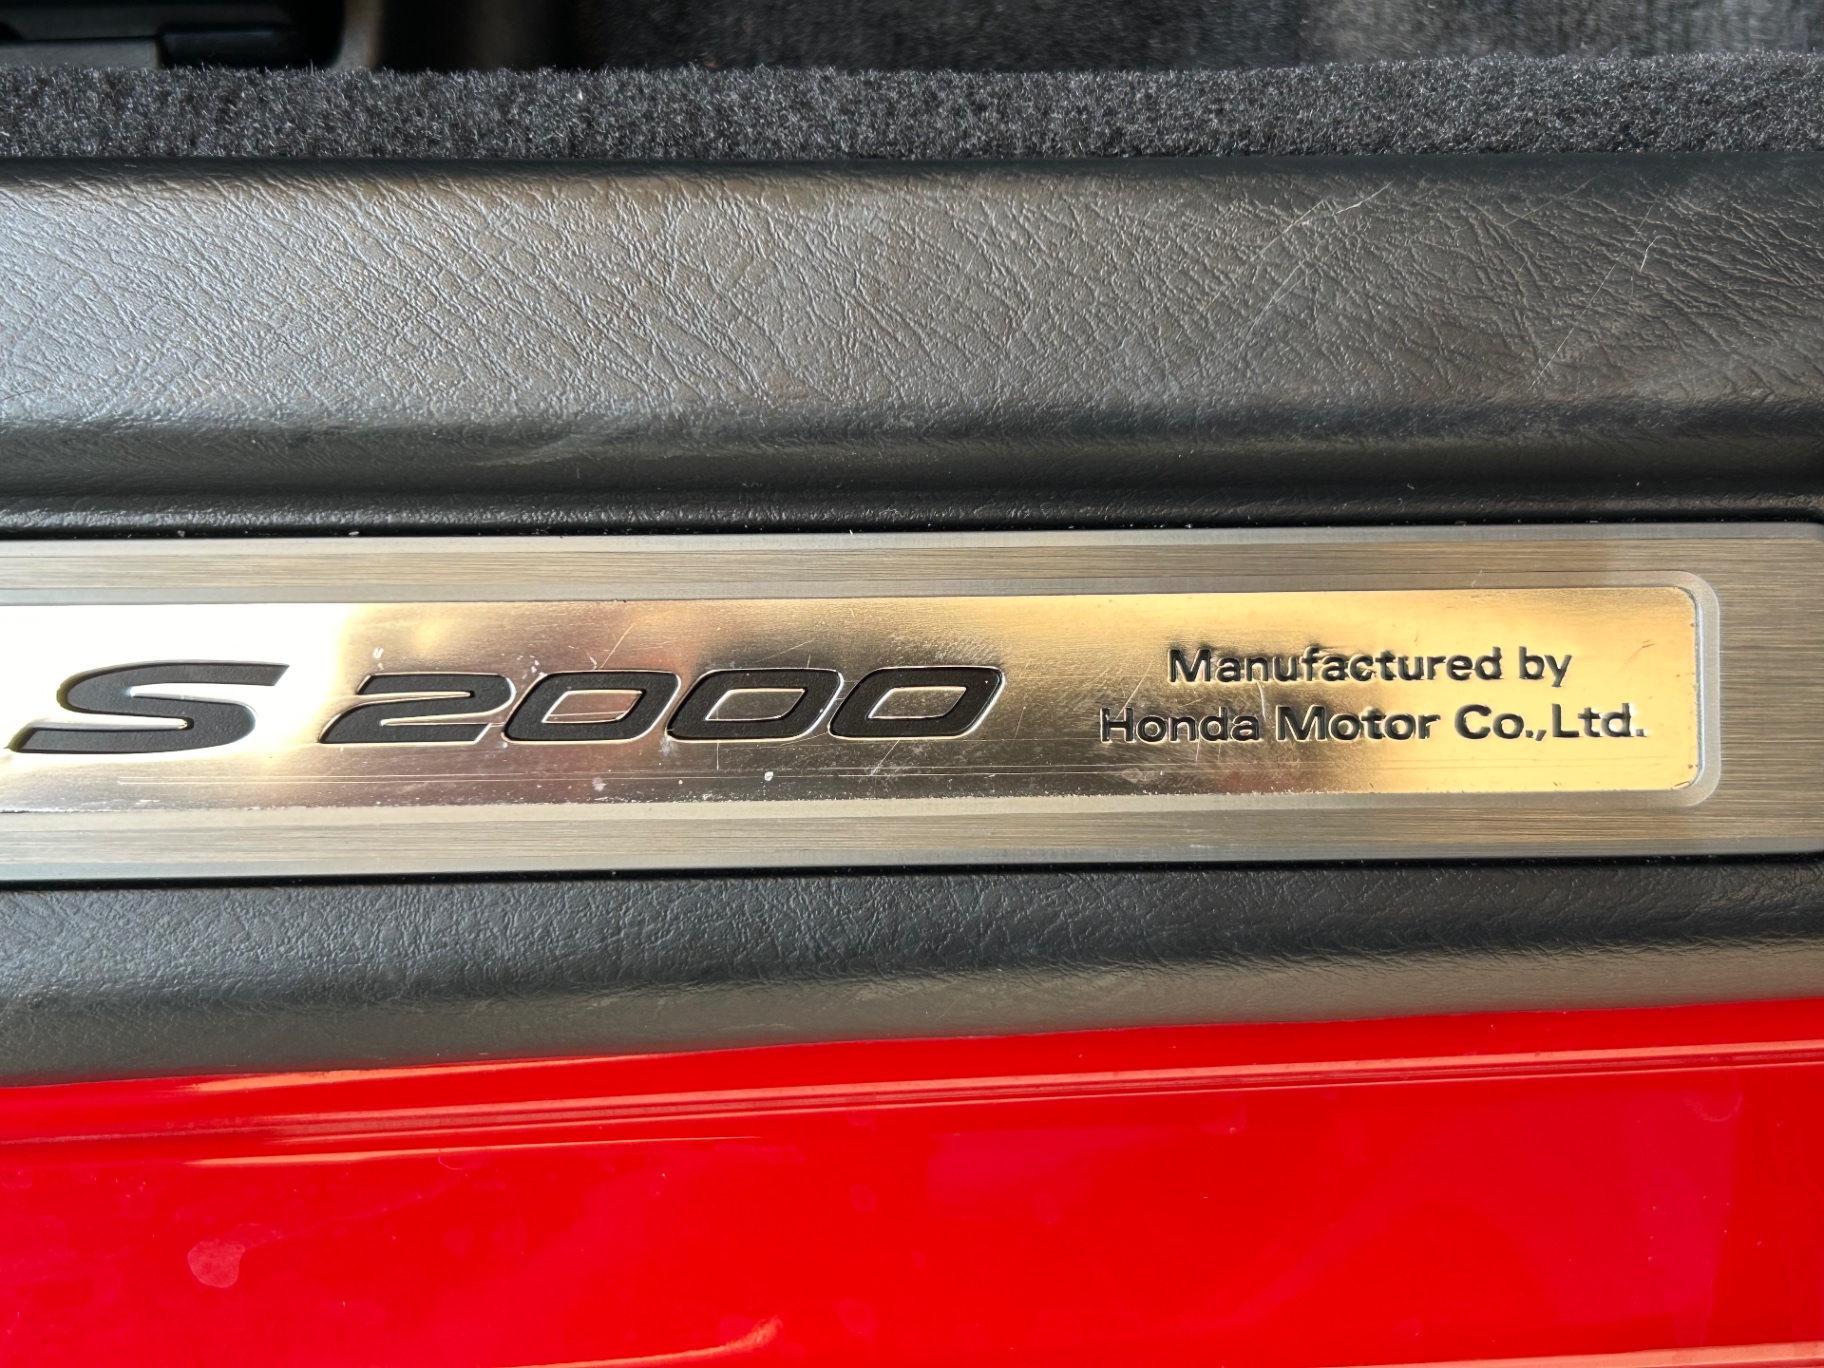 S2000
Manufactured by
Honda Motor Co.,Ltd.